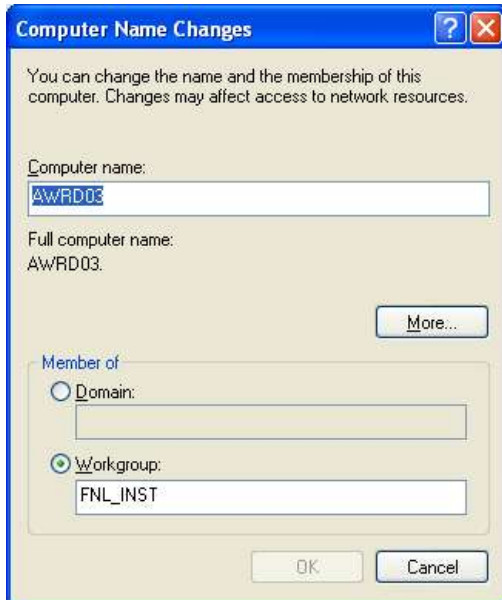 Computer Name Changes
You can change the name and the membership of this
computer. Changes may affect access to network resources.
Computer name:
AWRD03
Full computer name:
AWRD03.
More...
Member of
Domain:
Workgroup:
FNL_INST
OK Cancel